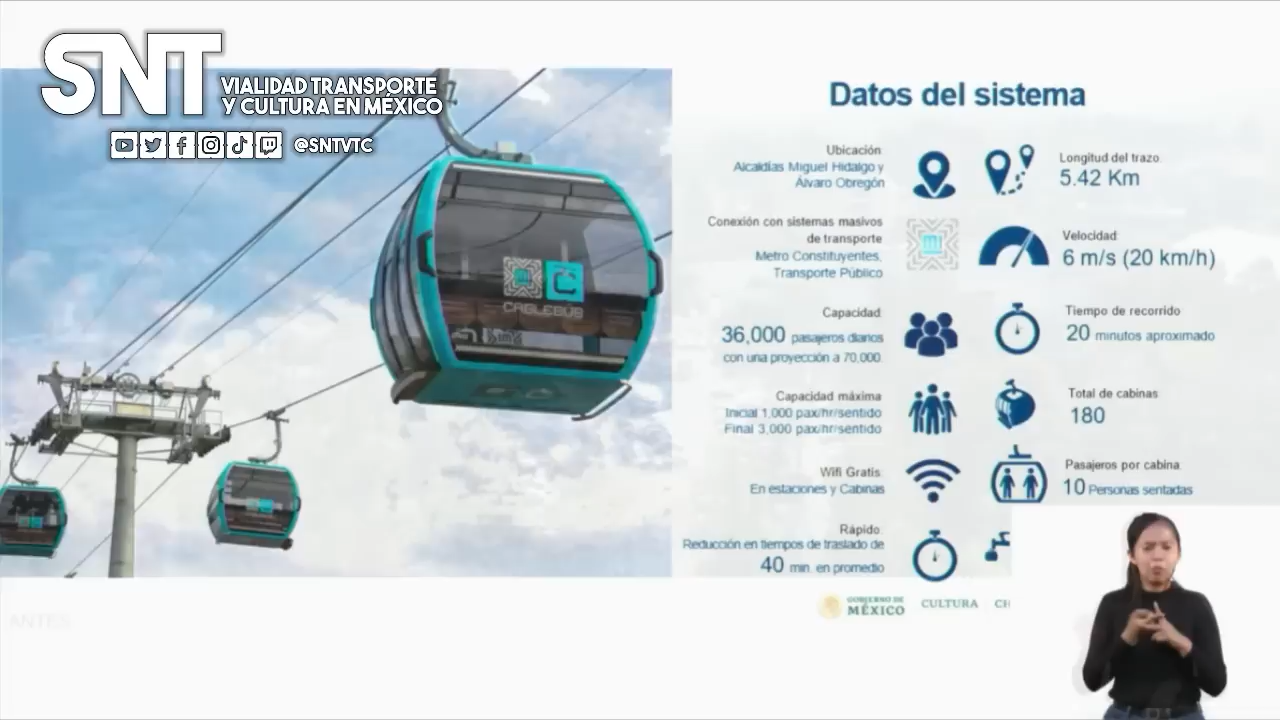 SNT
VIALIDAD TRANSPORTE
Y CULTURA EN MÉXICO
@SNTVTC
CABLEBÚS
Datos del sistema
Ubicación:
Alcaldías Miguel Hidalgo y
Álvaro Obregón
Longitud del trazo:
5.42 Km
Conexión con sistemas masivos
de transporte
Metro Constituyentes,
Transporte Público
Velocidad:
6 m/s (20 km/h)
Capacidad:
36,000 pasajeros diarios
con una proyección a 70,000.
Tiempo de recorrido
20 minutos aproximado
Capacidad máxima
Inicial 1,000 pax/hr/sentido
Final 3,000 pax/hr/sentido
Total de cabinas
180
Wifi Gratis:
En estaciones y Cabinas
Pasajeros por cabina:
10 Personas sentadas
Rápido:
Reducción en tiempos de traslado de
40 min. en promedio
GOBIERNO DE
MÉXICO
CULTURA
ANTES